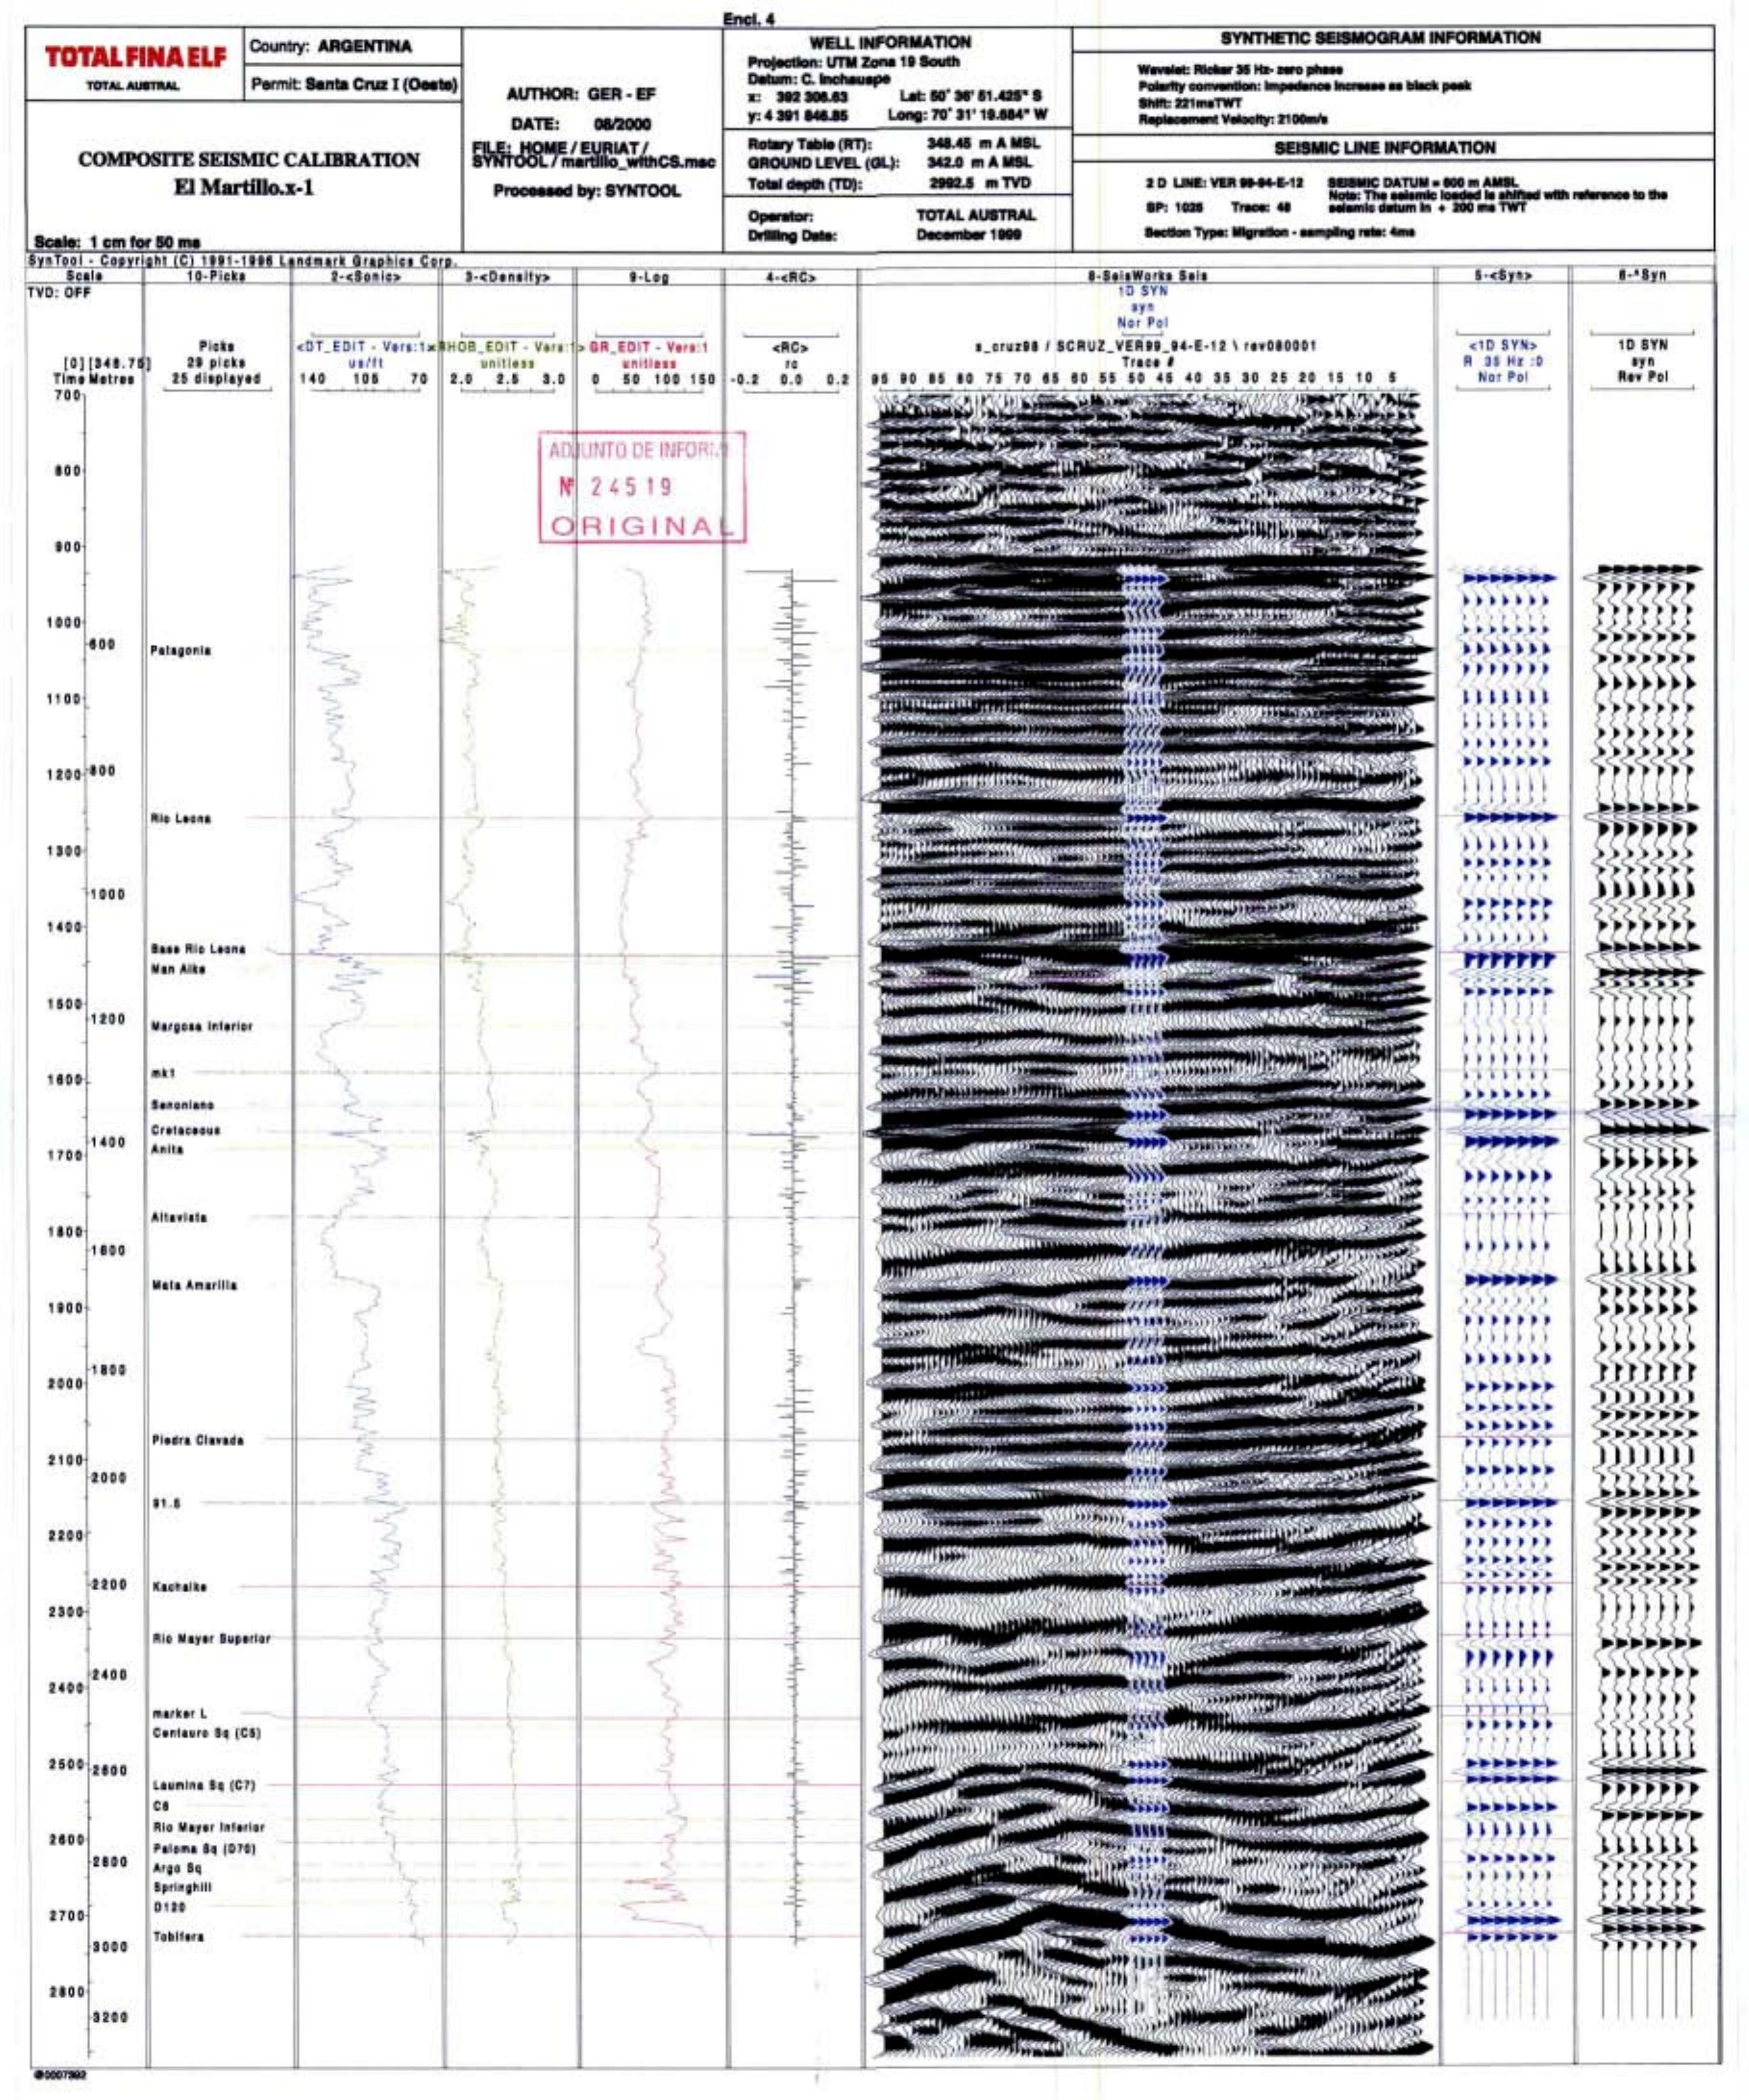 Encl. 4
TOTAL FINA ELF
TOTAL AUSTRAL
Country: ARGENTINA
Permit: Santa Cruz I (Oeste)
COMPOSITE SEISMIC CALIBRATION
El Martillo.x-1
Scale: 1 cm for 50 ms
AUTHOR: GER - EF
DATE: 08/2000
FILE: HOME / EURIAT /
SYNTOOL / martillo_withCS.msc
Processed by: SYNTOOL
WELL INFORMATION
Projection: UTM Zona 19 South
Datum: C. Inchauspe
x: 392 306.63 Lat: 50° 36' 51.425" S
y: 4 391 846.85 Long: 70° 31' 19.684" W
Rotary Table (RT): 348.45 m A MSL
GROUND LEVEL (GL): 342.0 m A MSL
Total depth (TD): 2992.5 m TVD
Operator: TOTAL AUSTRAL
Drilling Date: December 1999
SYNTHETIC SEISMOGRAM INFORMATION
Wavelet: Ricker 35 Hz- zero phase
Polarity convention: Impedance increase as black peak
Shift: 221msTWT
Replacement Velocity: 2100m/s
SEISMIC LINE INFORMATION
2 D LINE: VER 99-94-E-12 SEISMIC DATUM = 600 m AMSL
Note: The seismic loaded is shifted with reference to the
SP: 1026 Trace: 48 seismic datum in + 200 ms TWT
Section Type: Migration - sampling rate: 4ms
SynTool - Copyright (C) 1991-1996 Landmark Graphics Corp.
Scale 10-Picks 2-<Sonic> 3-<Density> 9-Log 4-<RC> 8-SeisWorks Seis 5-<Syn> 6-*Syn
TVD: OFF
1D SYN
syn
Nor Pol
Picks <DT_EDIT - Vers:1> RHOB_EDIT - Vers:1> GR_EDIT - Vers:1 <RC> s_cruz98 / SCRUZ_VER99_94-E-12 \ rev080001 <1D SYN> 1D SYN
[0][348.75] 29 picks us/ft unitless unitless rc Trace # R 35 Hz :0 syn
Time Metres 25 displayed 140 105 70 2.0 2.5 3.0 0 50 100 150 -0.2 0.0 0.2 95 90 85 80 75 70 65 60 55 50 45 40 35 30 25 20 15 10 5 Nor Pol Rev Pol
700
ADJUNTO DE INFORM
800
Nº 24519
ORIGINAL
900
1000
600
Patagonia
1100
1200 800
Rio Leona
1300
1000
1400
Base Rio Leona
Man Aike
1500
1200
Margosa Inferior
mk1
1600
Senoniano
Cretaceous
1400
Anita
1700
Altavista
1800
1600
Mata Amarilla
1900
1800
2000
Piedra Clavada
2100
2000
91.5
2200
2200
Kachaike
2300
Rio Mayer Superior
2400
2400
marker L
Centauro Sq (C5)
2500 2600
Laumina Sq (C7)
C8
Rio Mayer Inferior
2600
Paloma Sq (D70)
2800
Argo Sq
Springhill
D120
2700
Tobifera
3000
2800
3200
@0007392